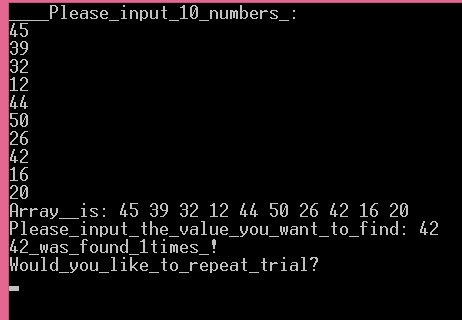 ____Please_input_10_numbers_:
45
39
32
12
44
50
26
42
16
20
Array__is: 45 39 32 12 44 50 26 42 16 20
Please_input_the_value_you_want_to_find: 42
42_was_found_1times_!
Would_you_like_to_repeat_trial?